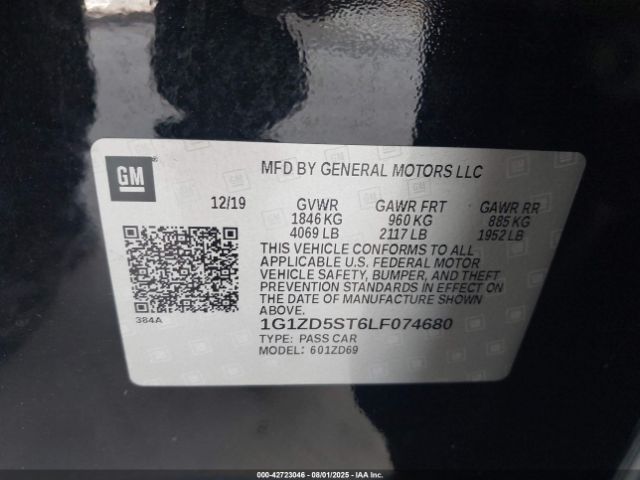 GM®
MFD BY GENERAL MOTORS LLC
12/19
GVWR GAWR FRT GAWR RR
1846 KG 960 KG 885 KG
4069 LB 2117 LB 1952 LB
THIS VEHICLE CONFORMS TO ALL
APPLICABLE U.S. FEDERAL MOTOR
VEHICLE SAFETY, BUMPER, AND THEFT
PREVENTION STANDARDS IN EFFECT ON
THE DATE OF MANUFACTURE SHOWN
ABOVE.
384A
1G1ZD5ST6LF074680
TYPE: PASS CAR
MODEL: 601ZD69
000-42723046 - 08/01/2025 - IAA Inc.